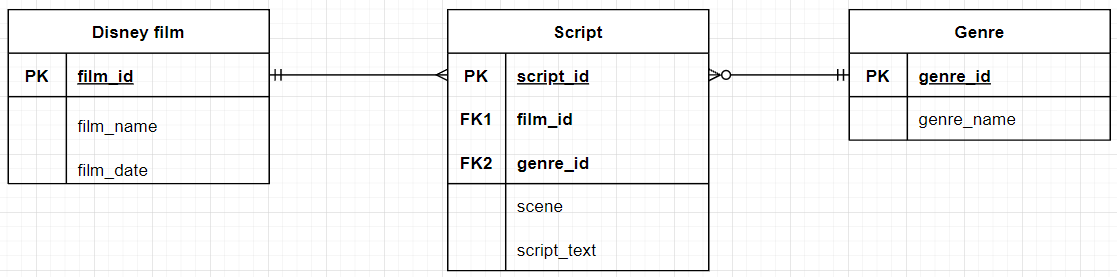 Disney film
PK film_id
film_name
film_date
Script
PK script_id
FK1 film_id
FK2 genre_id
scene
script_text
Genre
PK genre_id
genre_name